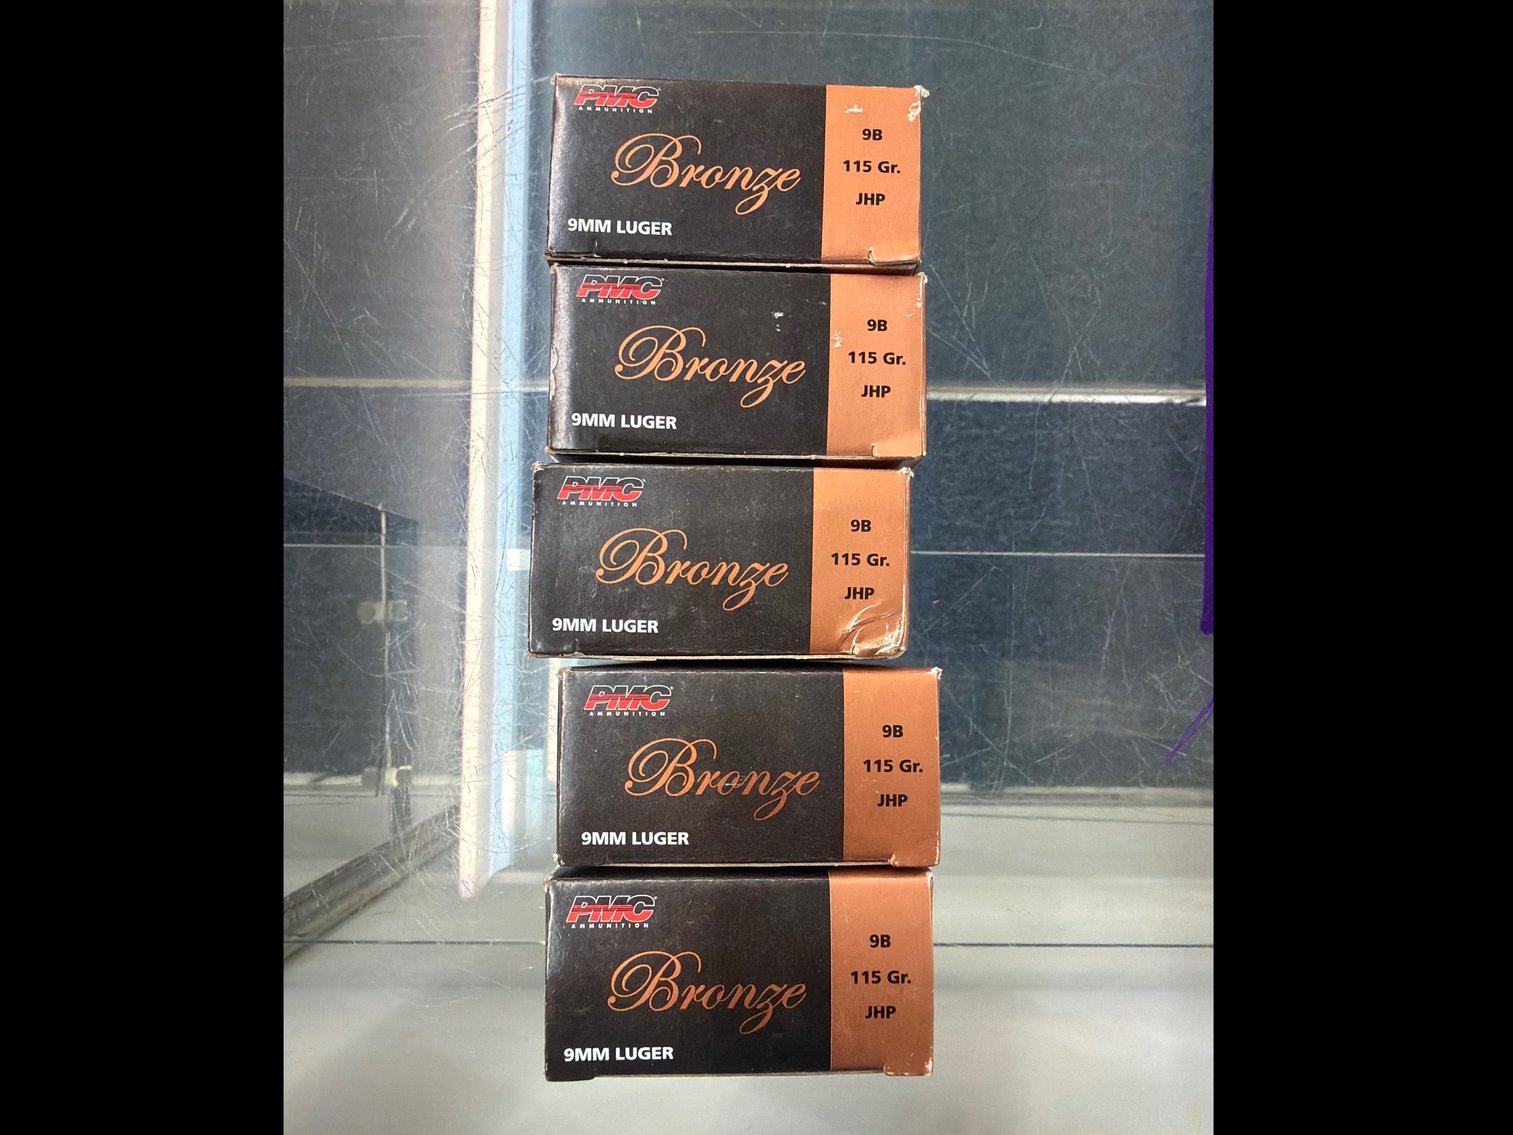 PMC
AMMUNITION
Bronze
9MM LUGER
9B
115 Gr.
JHP
PMC
AMMUNITION
Bronze
9MM LUGER
9B
115 Gr.
JHP
PMC
AMMUNITION
Bronze
9MM LUGER
9B
115 Gr.
JHP
PMC
AMMUNITION
Bronze
9MM LUGER
9B
115 Gr.
JHP
PMC
AMMUNITION
Bronze
9MM LUGER
9B
115 Gr.
JHP